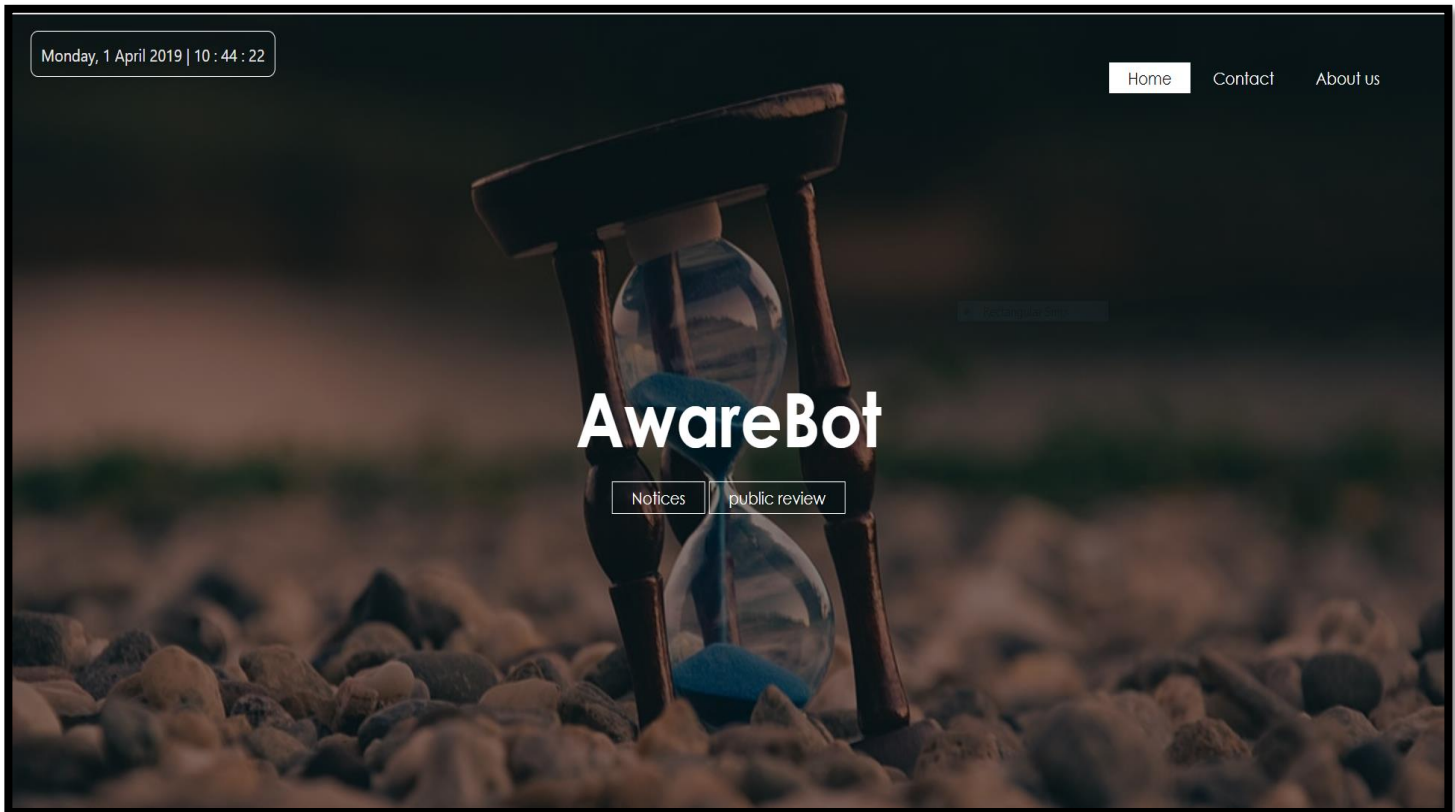 Monday, 1 April 2019 | 10 : 44 : 22
Home Contact About us
AwareBot
Notices public review